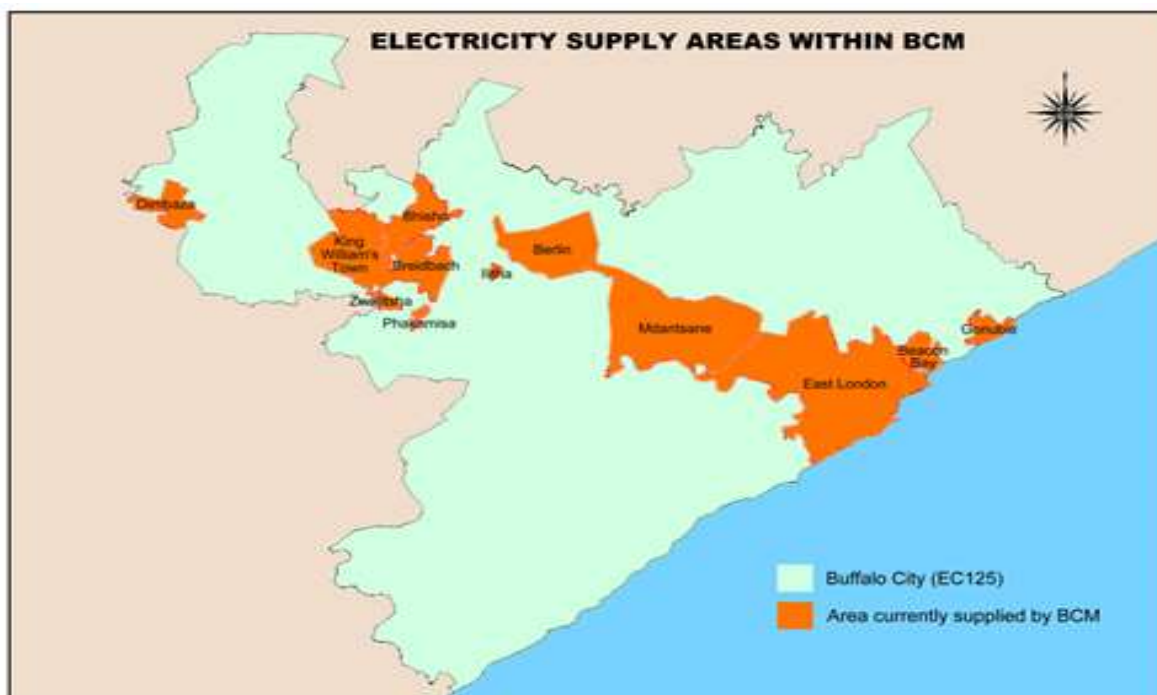 ELECTRICITY SUPPLY AREAS WITHIN BCM
Dimbaza
Bhisho
King
William's
Town
Breidbach
Berlin
Ilitha
Zwelitsha
Phakamisa
Mdantsane
Gonubie
Beacon
Bay
East London
Buffalo City (EC125)
Area currently supplied by BCM